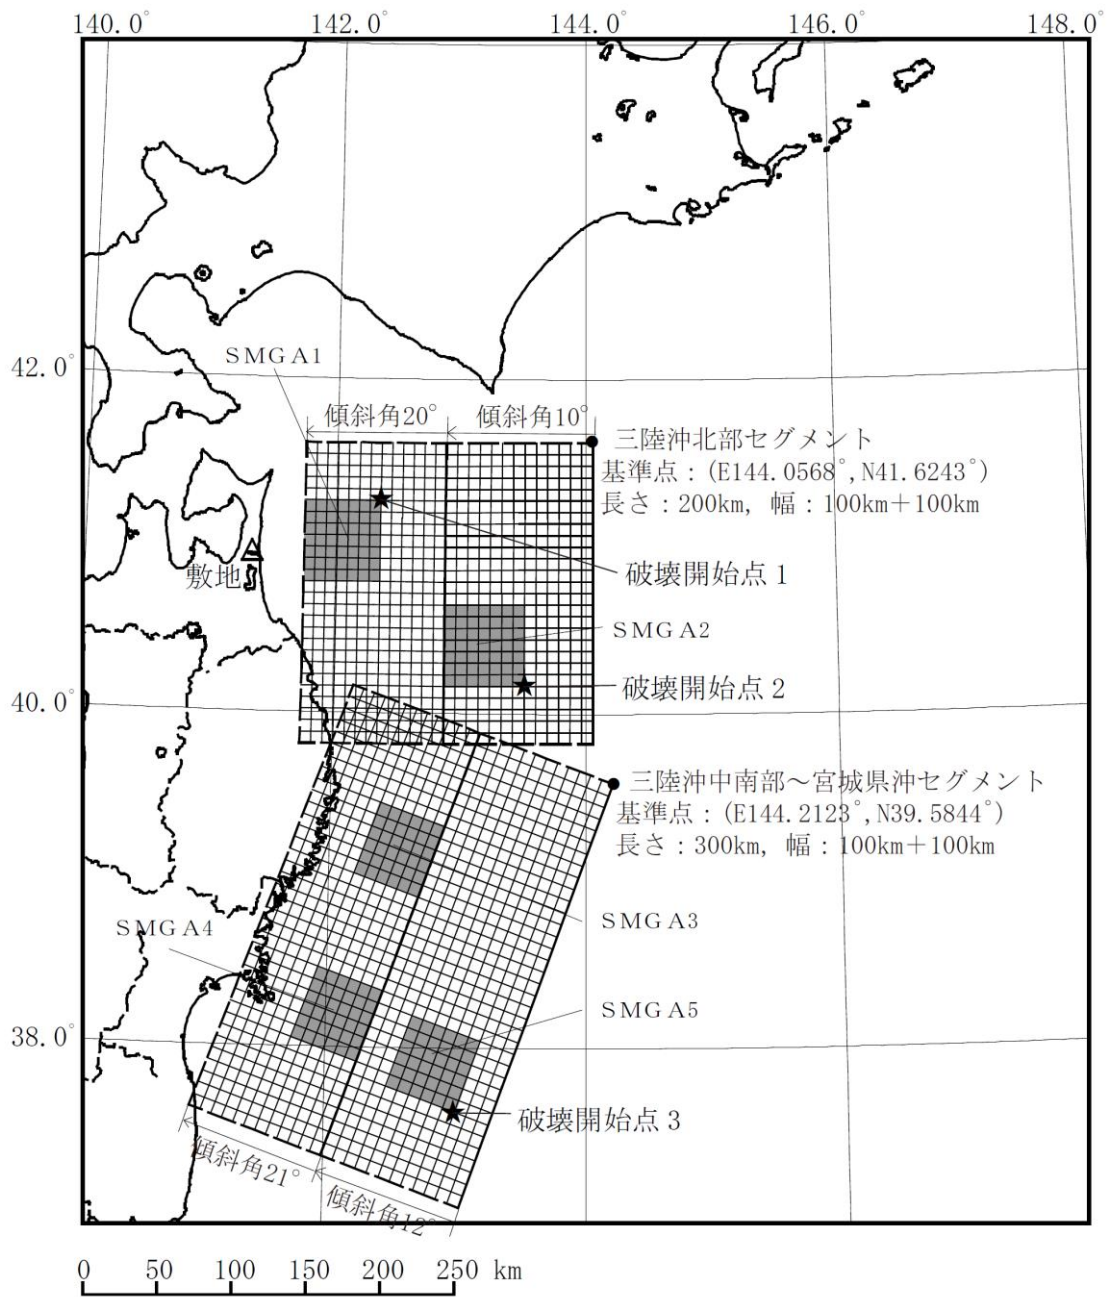 140.0°
142.0°
144.0°
146.0°
148.0°
SMGA1
42.0°
傾斜角20°
傾斜角10°
三陸沖北部セグメント
基準点：(E144.0568°,N41.6243°)
長さ：200km, 幅：100km＋100km
破壊開始点１
敷地
SMGA2
破壊開始点２
40.0°
三陸沖中南部～宮城県沖セグメント
基準点：(E144.2123°,N39.5844°)
長さ：300km, 幅：100km＋100km
SMGA3
SMGA4
SMGA5
38.0°
破壊開始点３
傾斜角21°
傾斜角12°
0 50 100 150 200 250 km